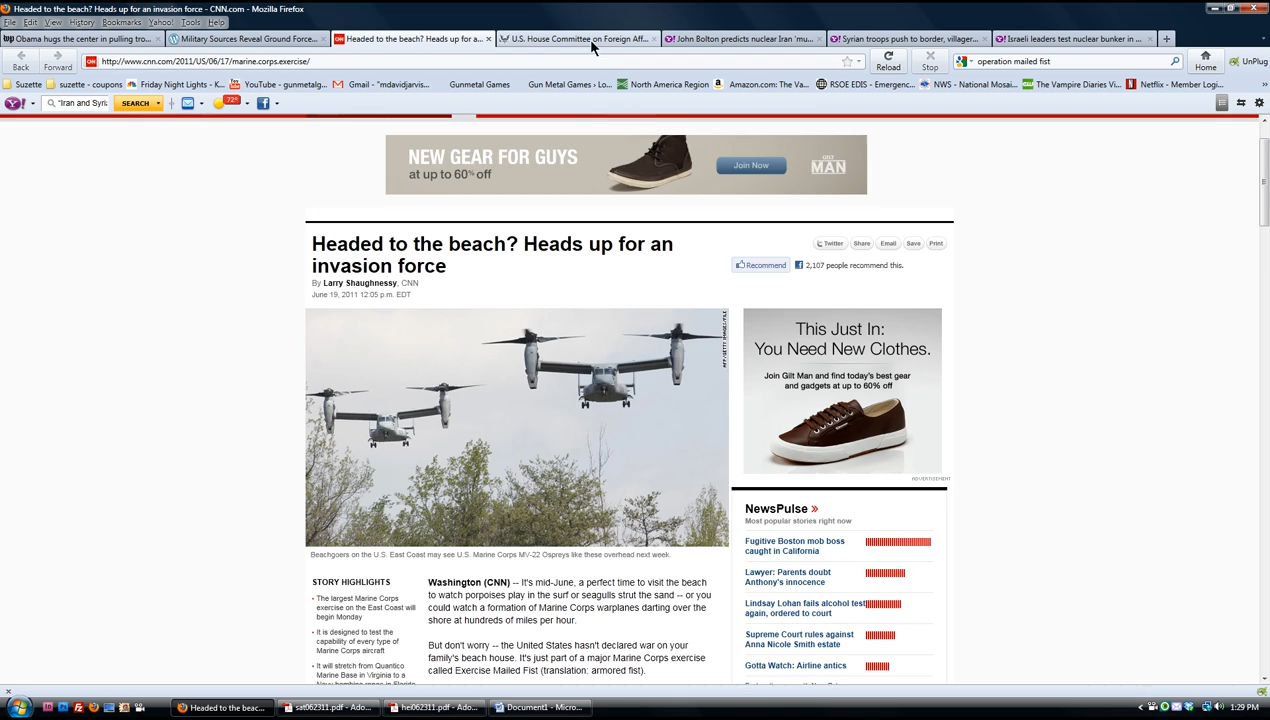 Headed to the beach? Heads up for an invasion force - CNN.com - Mozilla Firefox
File Edit View History Bookmarks Yahoo! Tools Help
Obama hugs the center in pulling tro... Military Sources Reveal Ground Force... Headed to the beach? Heads up for a... U.S. House Committee on Foreign Aff... John Bolton predicts nuclear Iran 'mu... Syrian troops push to border, villager... Israeli leaders test nuclear bunker in ...
Back Forward http://www.cnn.com/2011/US/06/17/marine.corps.exercise/ Reload Stop operation mailed fist Home UnPlug
Suzette suzette - coupons Friday Night Lights - K... YouTube - gunmetalg... Gmail - "mdavidjarvis... Gunmetal Games Gun Metal Games › Lo... North America Region Amazon.com: The Vam... RSOE EDIS - Emergenc... NWS - National Mosai... The Vampire Diaries Vi... Netflix - Member Logi...
"Iran and Syri SEARCH 72°
NEW GEAR FOR GUYS
at up to 60% off
Join Now
GILT
MAN
Headed to the beach? Heads up for an
invasion force
Twitter Share Email Save Print
Recommend 2,107 people recommend this.
By Larry Shaughnessy, CNN
June 19, 2011 12:05 p.m. EDT
AFP/GETTY IMAGES/FILE
Beachgoers on the U.S. East Coast may see U.S. Marine Corps MV-22 Ospreys like these overhead next week.
STORY HIGHLIGHTS
The largest Marine Corps
exercise on the East Coast will
begin Monday
It is designed to test the
capability of every type of
Marine Corps aircraft
It will stretch from Quantico
Marine Base in Virginia to a
Navy bombing range in Florida
Washington (CNN) -- It's mid-June, a perfect time to visit the beach
to watch porpoises play in the surf or seagulls strut the sand -- or you
could watch a formation of Marine Corps warplanes darting over the
shore at hundreds of miles per hour.
But don't worry -- the United States hasn't declared war on your
family's beach house. It's just part of a major Marine Corps exercise
called Exercise Mailed Fist (translation: armored fist).
This Just In:
You Need New Clothes.
Join Gilt Man and find today's best gear
and gadgets at up to 60% off
ADVERTISEMENT
NewsPulse »
Most popular stories right now
Fugitive Boston mob boss
caught in California
Lawyer: Parents doubt
Anthony's innocence
Lindsay Lohan fails alcohol test
again, ordered to court
Supreme Court rules against
Anna Nicole Smith estate
Gotta Watch: Airline antics
Headed to the beac... sat062311.pdf - Ado... hei062311.pdf - Ado... Document1 - Micro... 1:29 PM